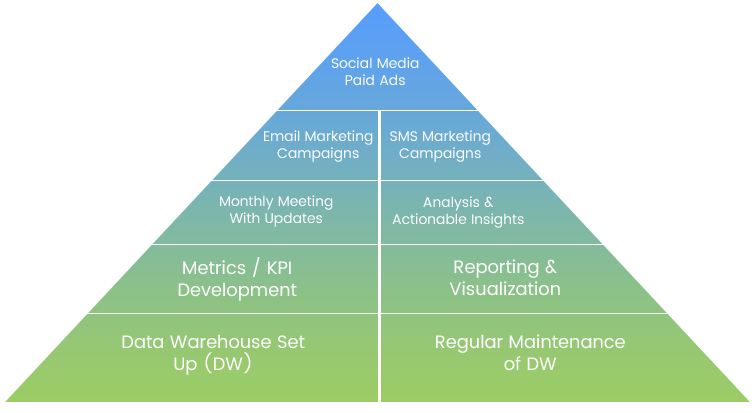 Social Media
Paid Ads
Email Marketing
Campaigns
SMS Marketing
Campaigns
Monthly Meeting
With Updates
Analysis &
Actionable Insights
Metrics / KPI
Development
Reporting &
Visualization
Data Warehouse Set
Up (DW)
Regular Maintenance
of DW